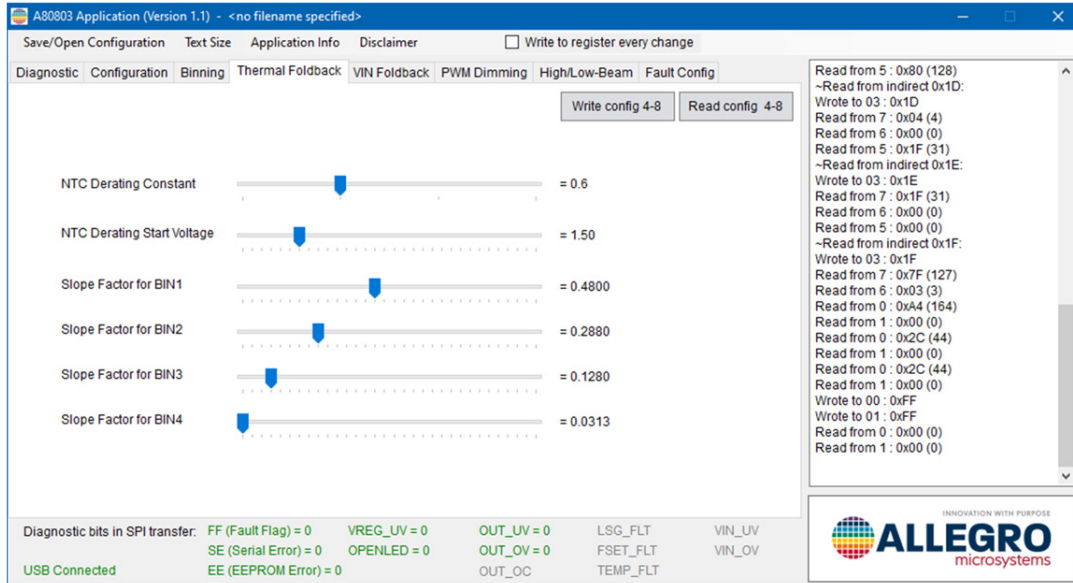 A80803 Application (Version 1.1) - <no filename specified>
Save/Open Configuration Text Size Application Info Disclaimer Write to register every change
Diagnostic Configuration Binning Thermal Foldback VIN Foldback PWM Dimming High/Low-Beam Fault Config
Write config 4-8 Read config 4-8
NTC Derating Constant = 0.6
NTC Derating Start Voltage = 1.50
Slope Factor for BIN1 = 0.4800
Slope Factor for BIN2 = 0.2880
Slope Factor for BIN3 = 0.1280
Slope Factor for BIN4 = 0.0313
Read from 5 : 0x80 (128)
~Read from indirect 0x1D:
Wrote to 03 : 0x1D
Read from 7 : 0x04 (4)
Read from 6 : 0x00 (0)
Read from 5 : 0x1F (31)
~Read from indirect 0x1E:
Wrote to 03 : 0x1E
Read from 7 : 0x1F (31)
Read from 6 : 0x00 (0)
Read from 5 : 0x00 (0)
~Read from indirect 0x1F:
Wrote to 03 : 0x1F
Read from 7 : 0x7F (127)
Read from 6 : 0x03 (3)
Read from 0 : 0xA4 (164)
Read from 1 : 0x00 (0)
Read from 0 : 0x2C (44)
Read from 1 : 0x00 (0)
Read from 0 : 0x2C (44)
Read from 1 : 0x00 (0)
Wrote to 00 : 0xFF
Wrote to 01 : 0xFF
Read from 0 : 0x00 (0)
Read from 1 : 0x00 (0)
Diagnostic bits in SPI transfer: FF (Fault Flag) = 0 VREG_UV = 0 OUT_UV = 0 LSG_FLT VIN_UV
SE (Serial Error) = 0 OPENLED = 0 OUT_OV = 0 FSET_FLT VIN_OV
USB Connected EE (EEPROM Error) = 0 OUT_OC TEMP_FLT
INNOVATION WITH PURPOSE
ALLEGRO
microsystems